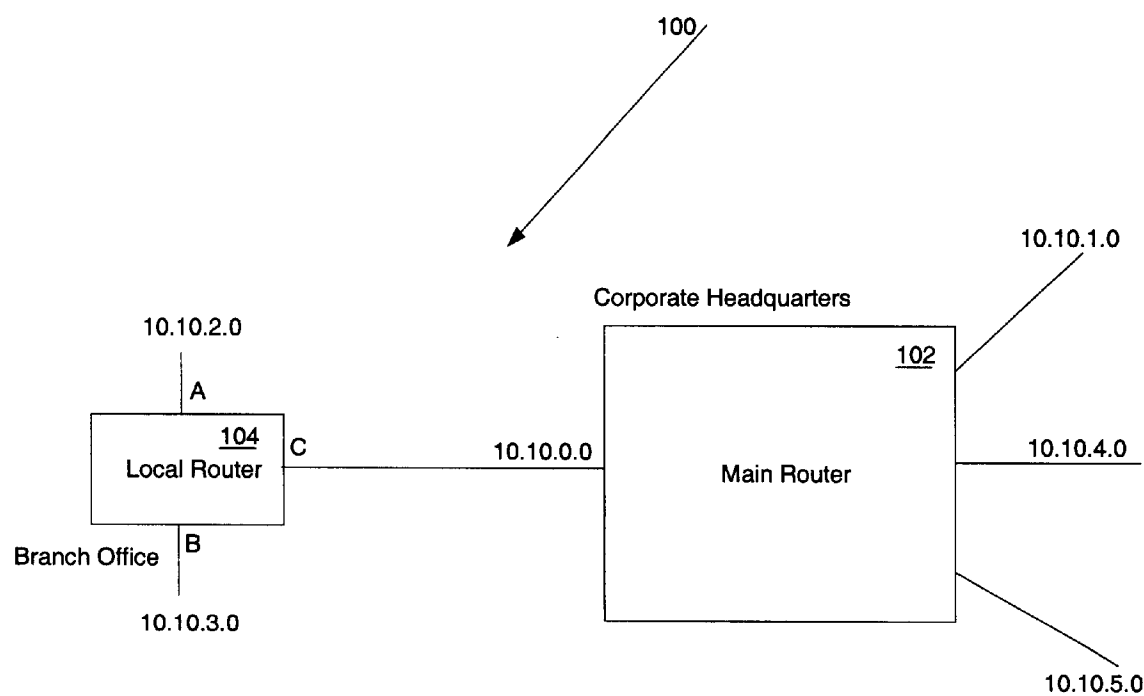 100
10.10.1.0
Corporate Headquarters
10.10.2.0
102
A
104
C
10.10.0.0
10.10.4.0
Local Router
Main Router
B
Branch Office
10.10.3.0
10.10.5.0